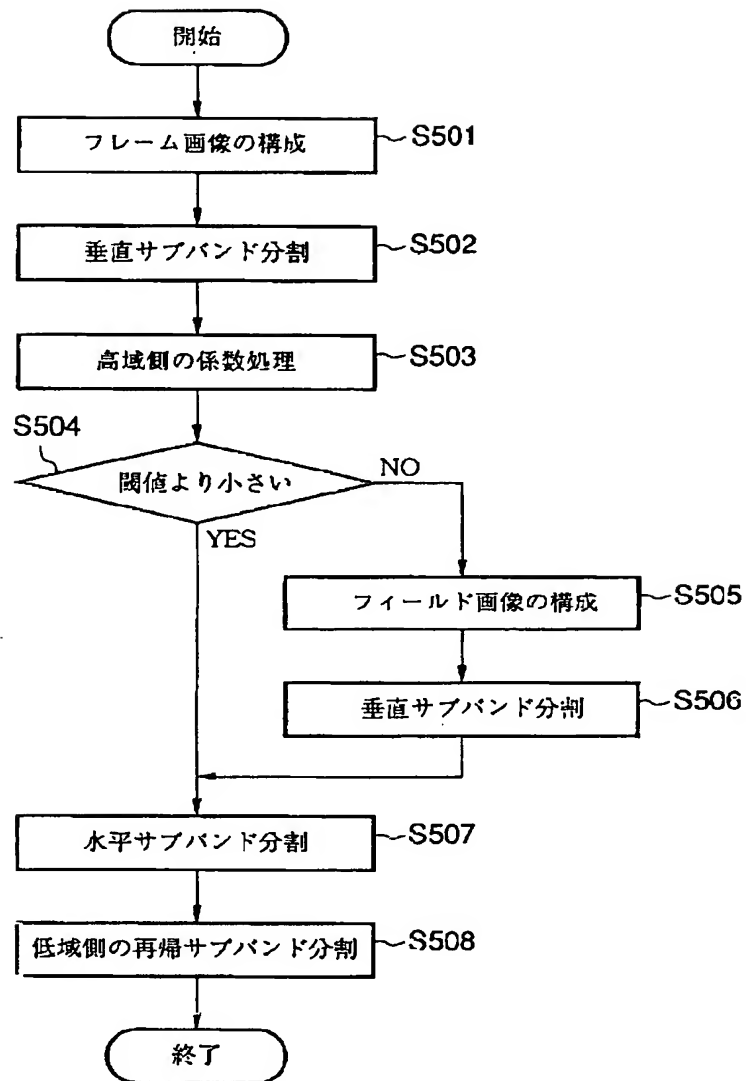 開始
フレーム画像の構成
S501
垂直サブバンド分割
S502
高域側の係数処理
S503
S504
閾値より小さい
NO
YES
フィールド画像の構成
S505
垂直サブバンド分割
S506
水平サブバンド分割
S507
低域側の再帰サブバンド分割
S508
終了